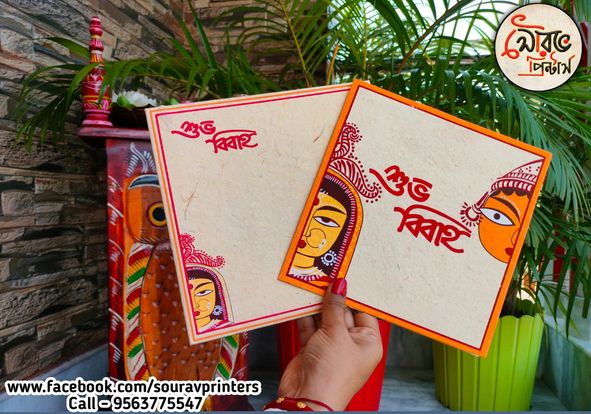 সৌরভ
প্রিন্টার্স
শুভ
বিবাহ
শুভ
বিবাহ
www.facebook.com/souravprinters
Call - 9563775547